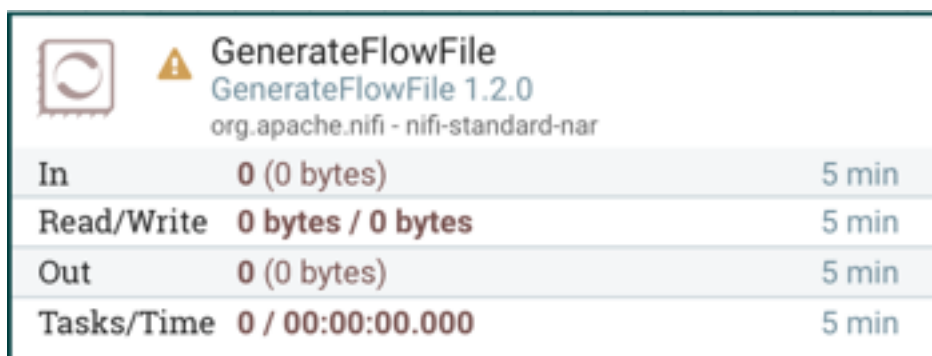 GenerateFlowFile
GenerateFlowFile 1.2.0
org.apache.nifi - nifi-standard-nar
In 0 (0 bytes) 5 min
Read/Write 0 bytes / 0 bytes 5 min
Out 0 (0 bytes) 5 min
Tasks/Time 0 / 00:00:00.000 5 min